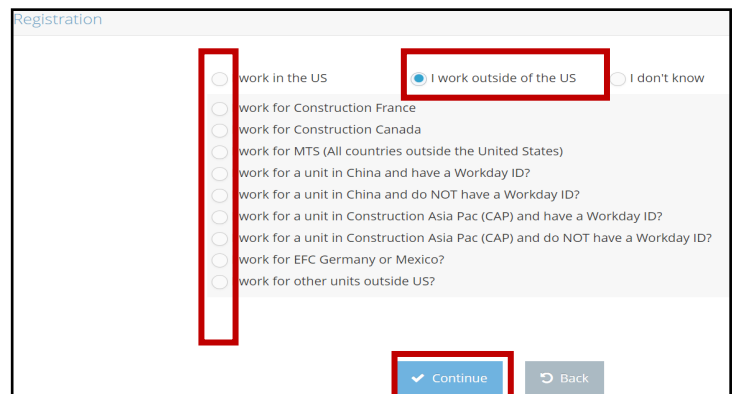 Registration
work in the US I work outside of the US I don't know
work for Construction France
work for Construction Canada
work for MTS (All countries outside the United States)
work for a unit in China and have a Workday ID?
work for a unit in China and do NOT have a Workday ID?
work for a unit in Construction Asia Pac (CAP) and have a Workday ID?
work for a unit in Construction Asia Pac (CAP) and do NOT have a Workday ID?
work for EFC Germany or Mexico?
work for other units outside US?
Continue Back